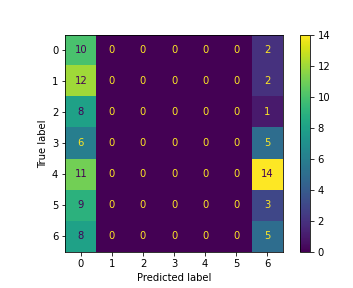 0 10 0 0 0 0 0 2
1 12 0 0 0 0 0 2
2 8 0 0 0 0 0 1
3 6 0 0 0 0 0 5
4 11 0 0 0 0 0 14
5 9 0 0 0 0 0 3
6 8 0 0 0 0 0 5
0 1 2 3 4 5 6
Predicted label
True label
14
12
10
8
6
4
2
0